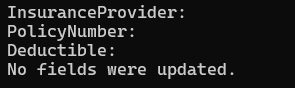 InsuranceProvider:
PolicyNumber:
Deductible:
No fields were updated.